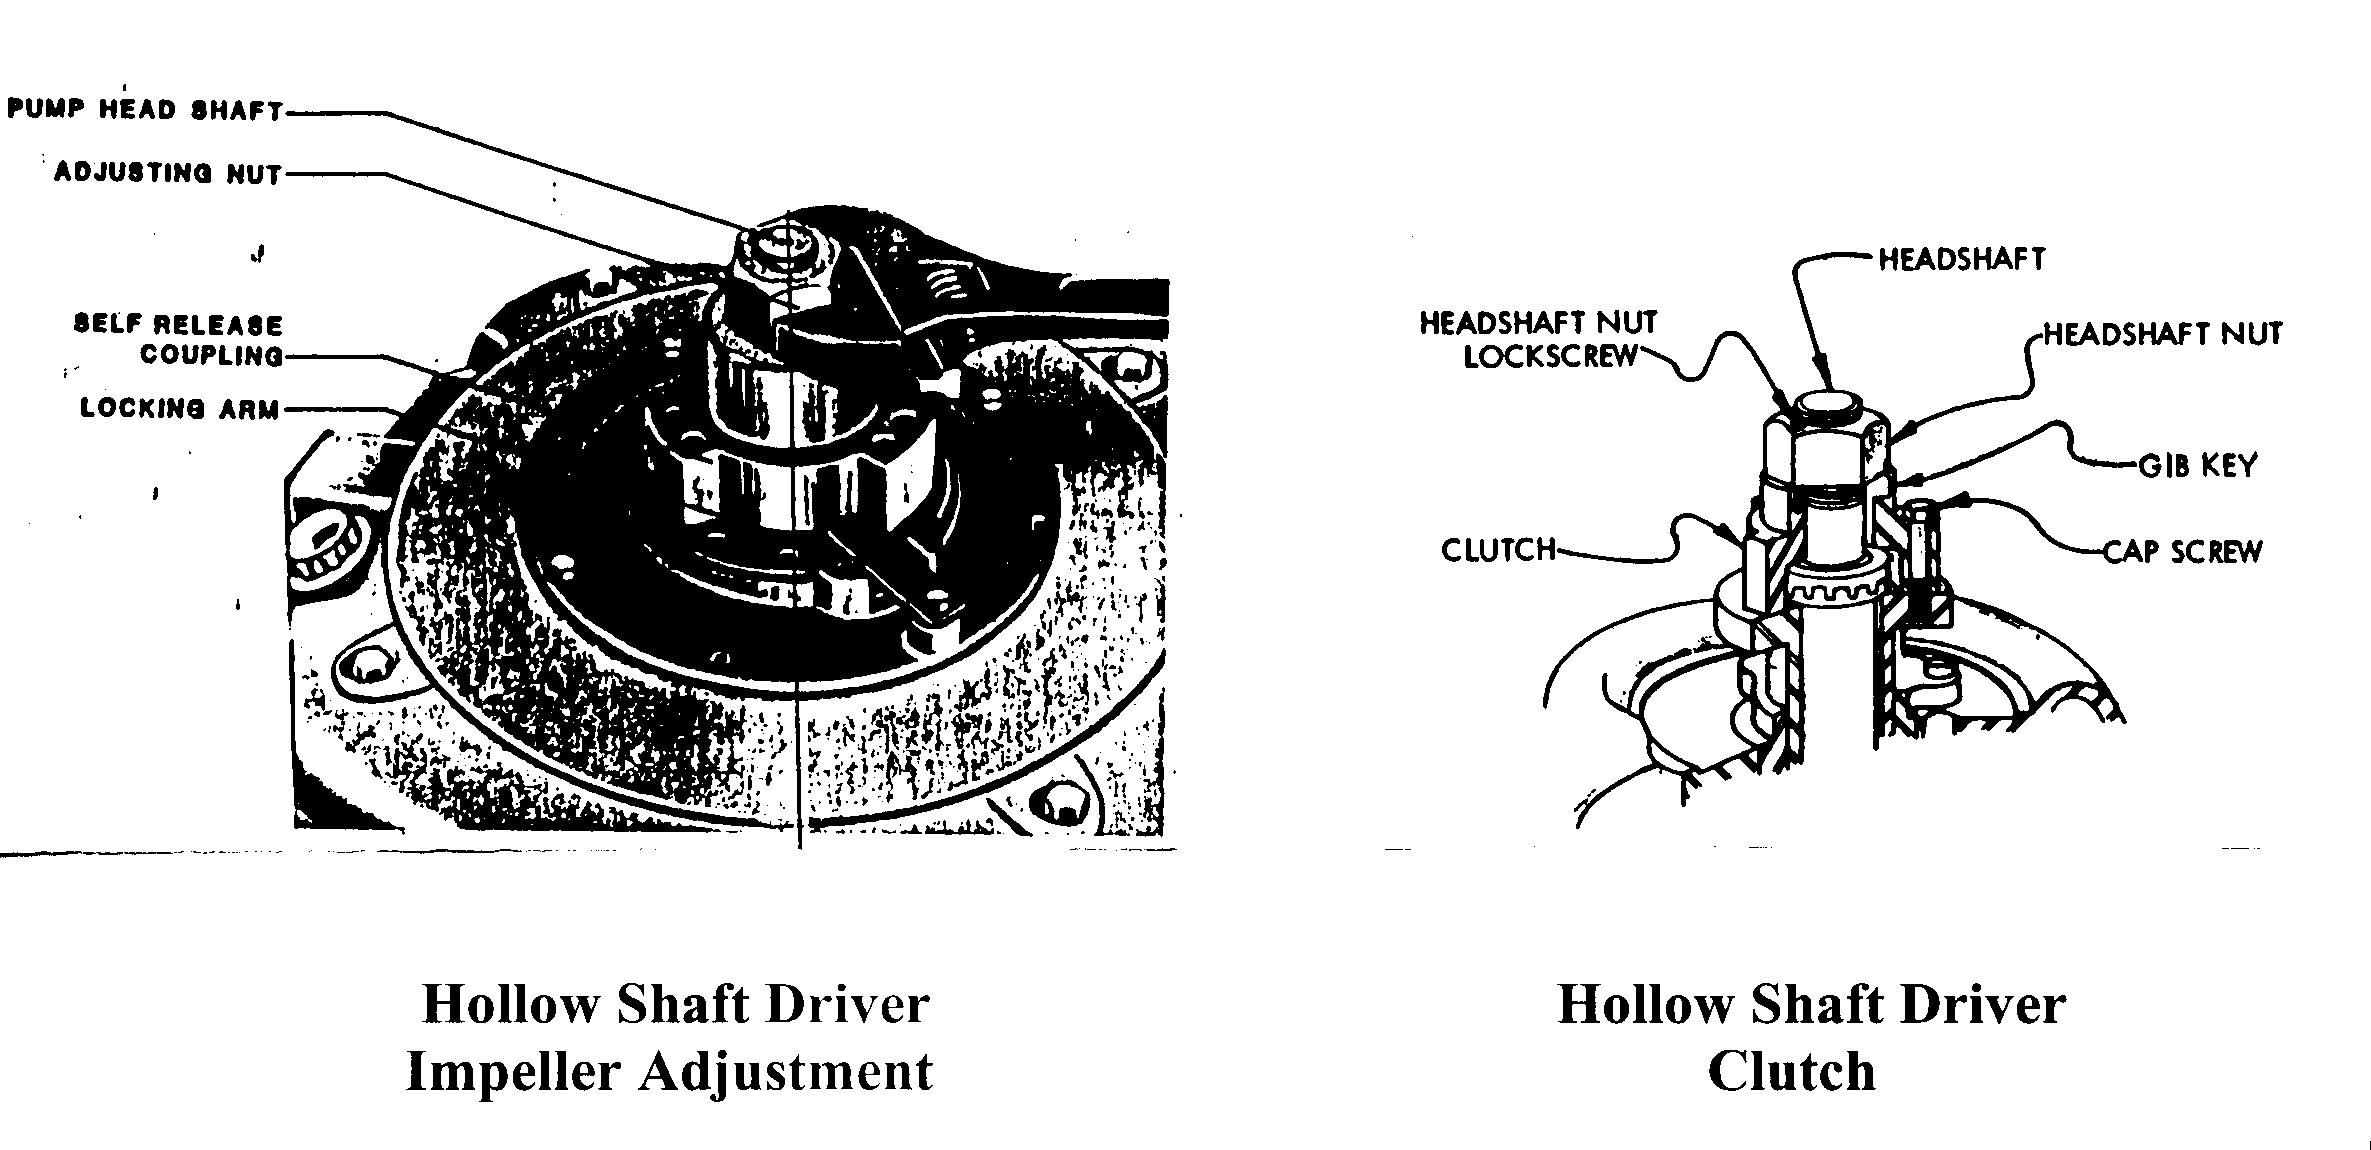 PUMP HEAD SHAFT
ADJUSTING NUT
SELF RELEASE
COUPLING
LOCKING ARM
HEADSHAFT
HEADSHAFT NUT
LOCKSCREW
HEADSHAFT NUT
GIB KEY
CLUTCH
CAP SCREW
Hollow Shaft Driver
Impeller Adjustment
Hollow Shaft Driver
Clutch